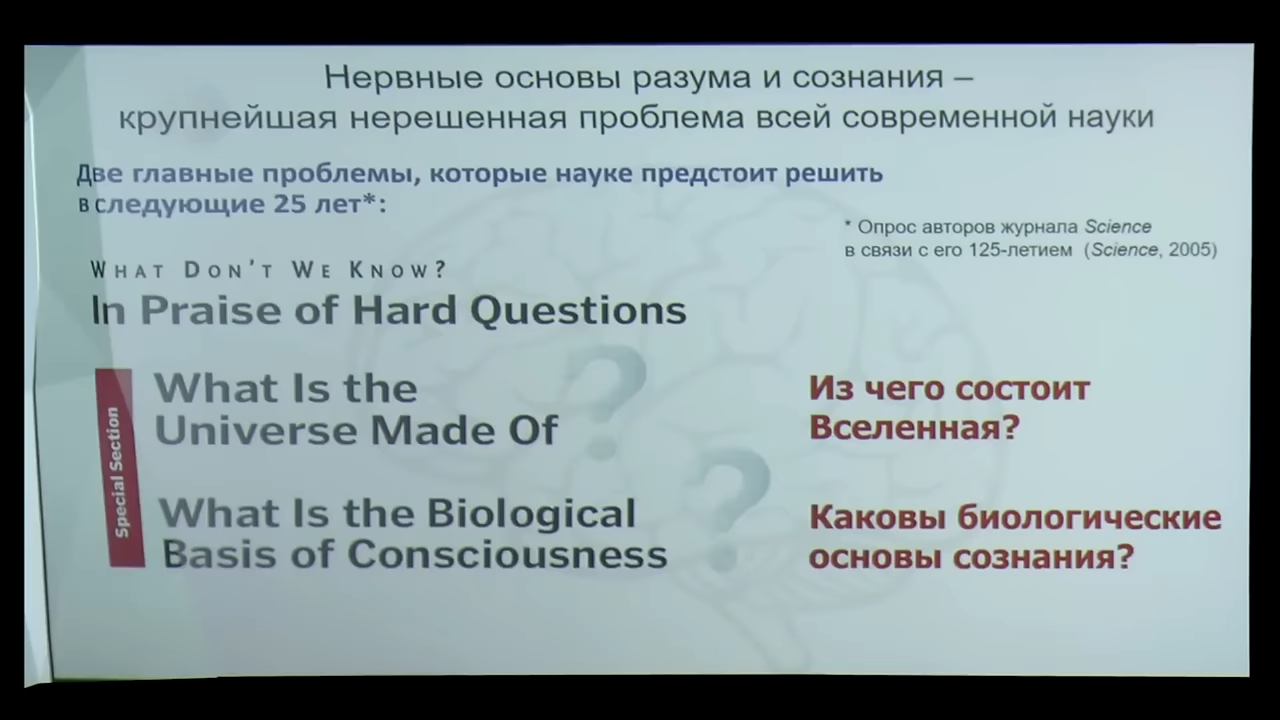 Нервные основы разума и сознания –
крупнейшая нерешенная проблема всей современной науки
Две главные проблемы, которые науке предстоит решить
в следующие 25 лет*:
* Опрос авторов журнала Science
в связи с его 125-летием (Science, 2005)
WHAT DON'T WE KNOW?
In Praise of Hard Questions
Special Section
What Is the
Universe Made Of
?
Из чего состоит
Вселенная?
What Is the Biological
Basis of Consciousness
?
Каковы биологические
основы сознания?